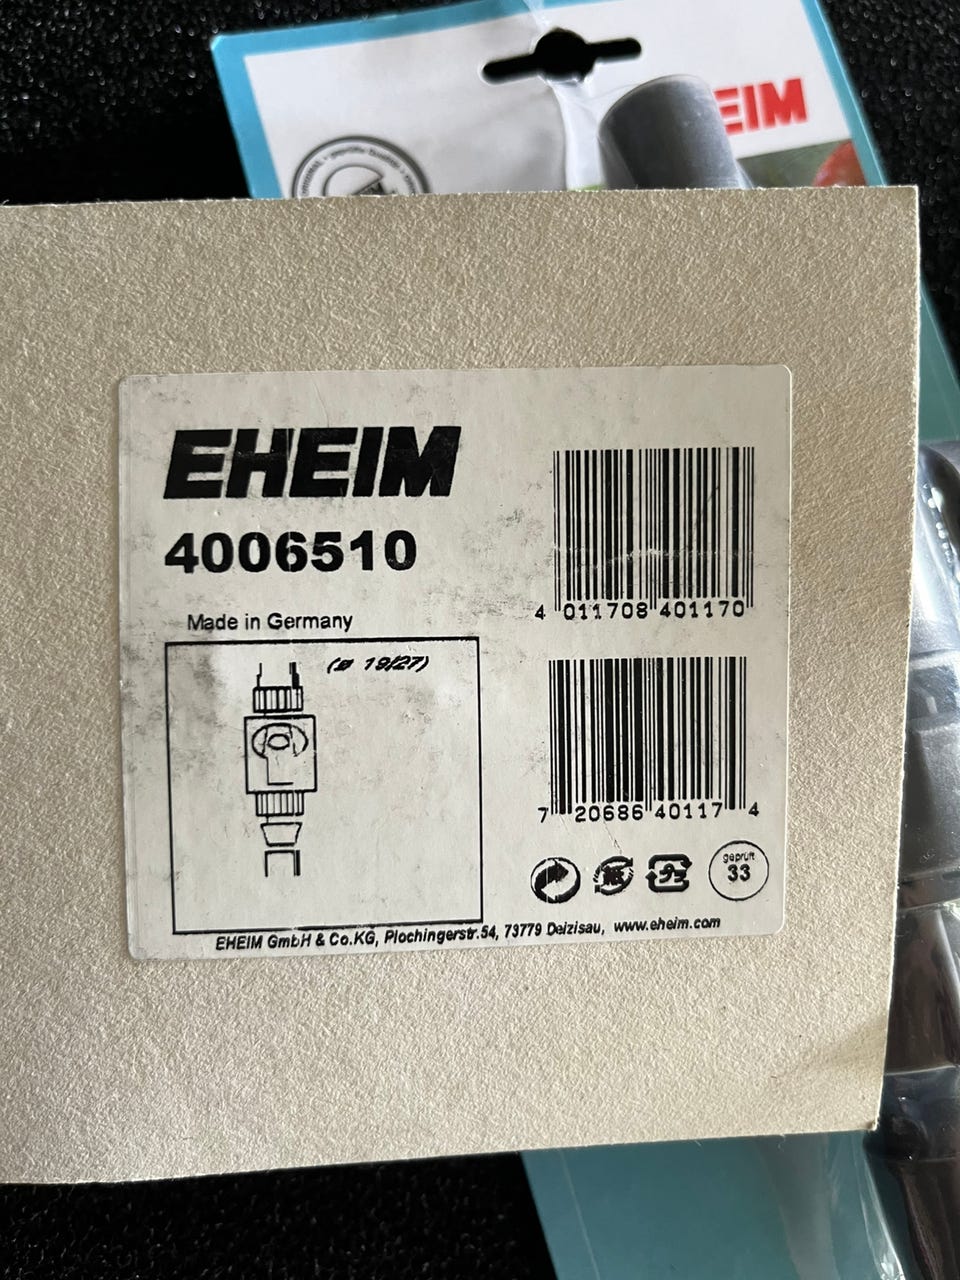 EIM
EHEIM
4006510
Made in Germany
(ø 19/27)
4 011708 401170
7 20686 40117 4
geprüft
33
EHEIM GmbH & Co.KG, Plochingerstr.54, 73779 Deizisau, www.eheim.com